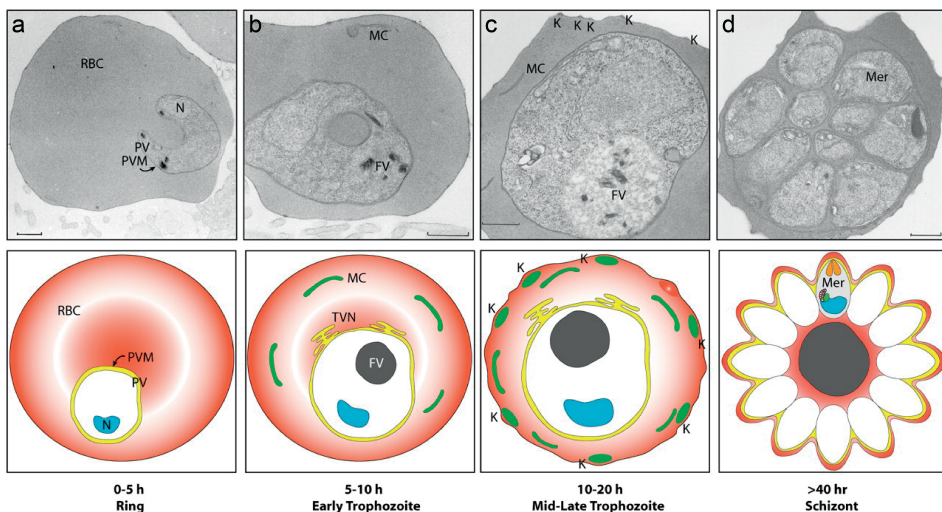 a
RBC
N
PV
PVM
b
MC
FV
c
K
K
K
K
K
MC
FV
d
Mer
RBC
PVM
PV
N
MC
TVN
FV
K
K
K
K
K
K
K
K
Mer
0-5 h
Ring
5-10 h
Early Trophozoite
10-20 h
Mid-Late Trophozoite
>40 hr
Schizont